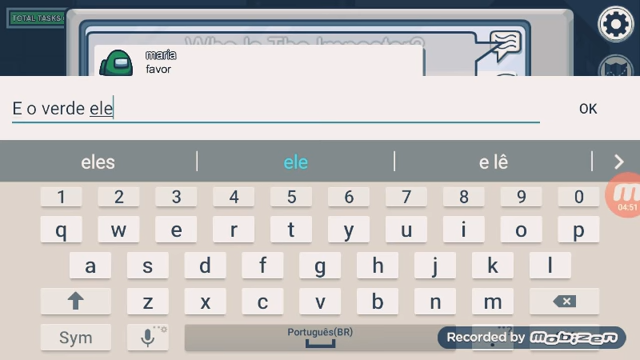 TOTAL TASKS
Who Is The Impostor?
maria
favor
E o verde ele
OK
eles
ele
e lê
1 2 3 4 5 6 7 8 9 0
q w e r t y u i o p
a s d f g h j k l
z x c v b n m
Sym
Português(BR)
04:51
Recorded by Mobizen